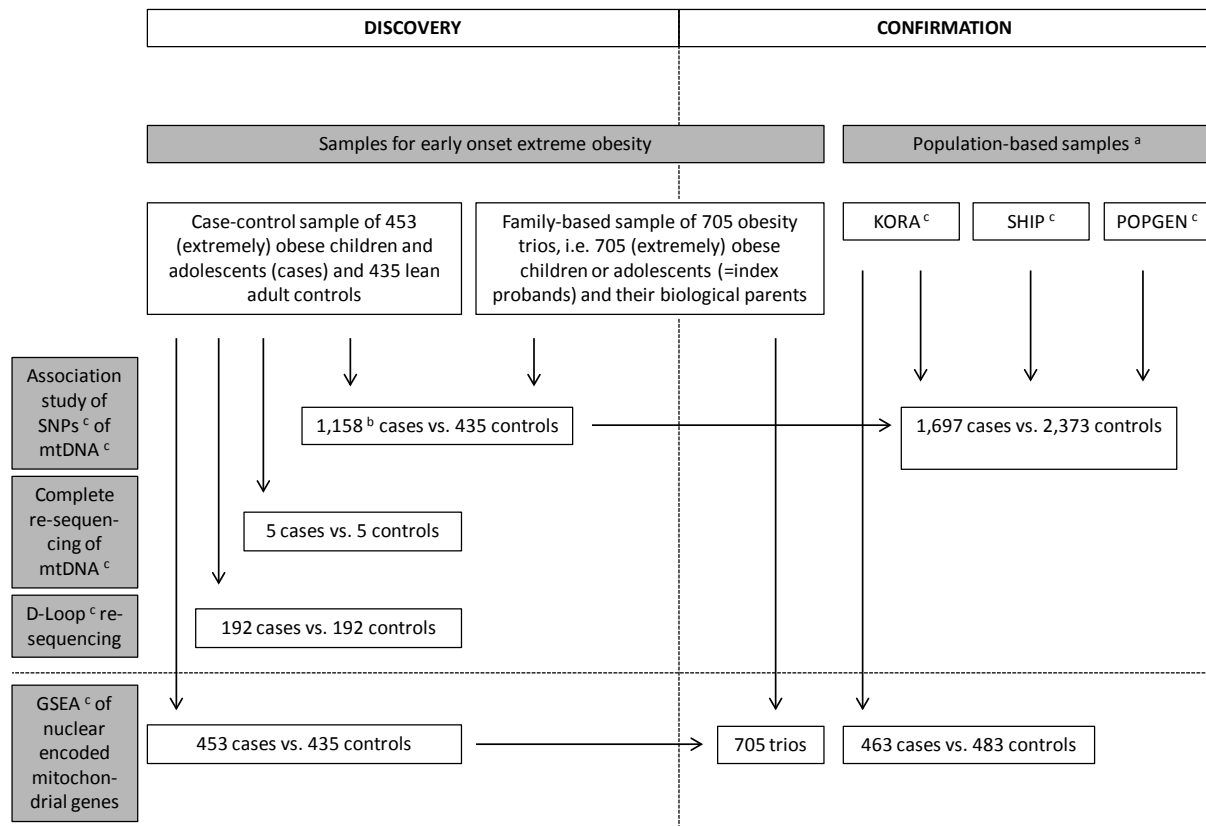 DISCOVERY
CONFIRMATION
Samples for early onset extreme obesity
Population-based samples ᵃ
Case-control sample of 453
(extremely) obese children and
adolescents (cases) and 435 lean
adult controls
Family-based sample of 705 obesity
trios, i.e. 705 (extremely) obese
children or adolescents (=index
probands) and their biological parents
KORA ᶜ
SHIP ᶜ
POPGEN ᶜ
Association
study of
SNPs ᶜ of
mtDNA ᶜ
1,158 ᵇ cases vs. 435 controls
1,697 cases vs. 2,373 controls
Complete
re-sequen-
cing of
mtDNA ᶜ
5 cases vs. 5 controls
D-Loop ᶜ re-
sequencing
192 cases vs. 192 controls
GSEA ᶜ of
nuclear
encoded
mitochon-
drial genes
453 cases vs. 435 controls
705 trios
463 cases vs. 483 controls